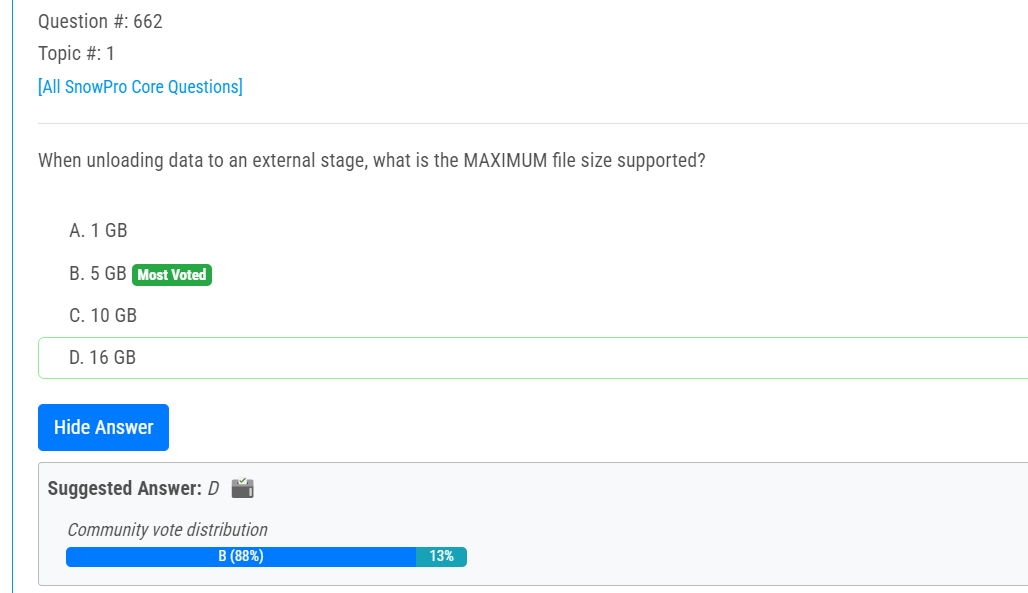 Question #: 662
Topic #: 1
[All SnowPro Core Questions]
When unloading data to an external stage, what is the MAXIMUM file size supported?
A. 1 GB
B. 5 GB Most Voted
C. 10 GB
D. 16 GB
Hide Answer
Suggested Answer: D
Community vote distribution
B (88%) 13%